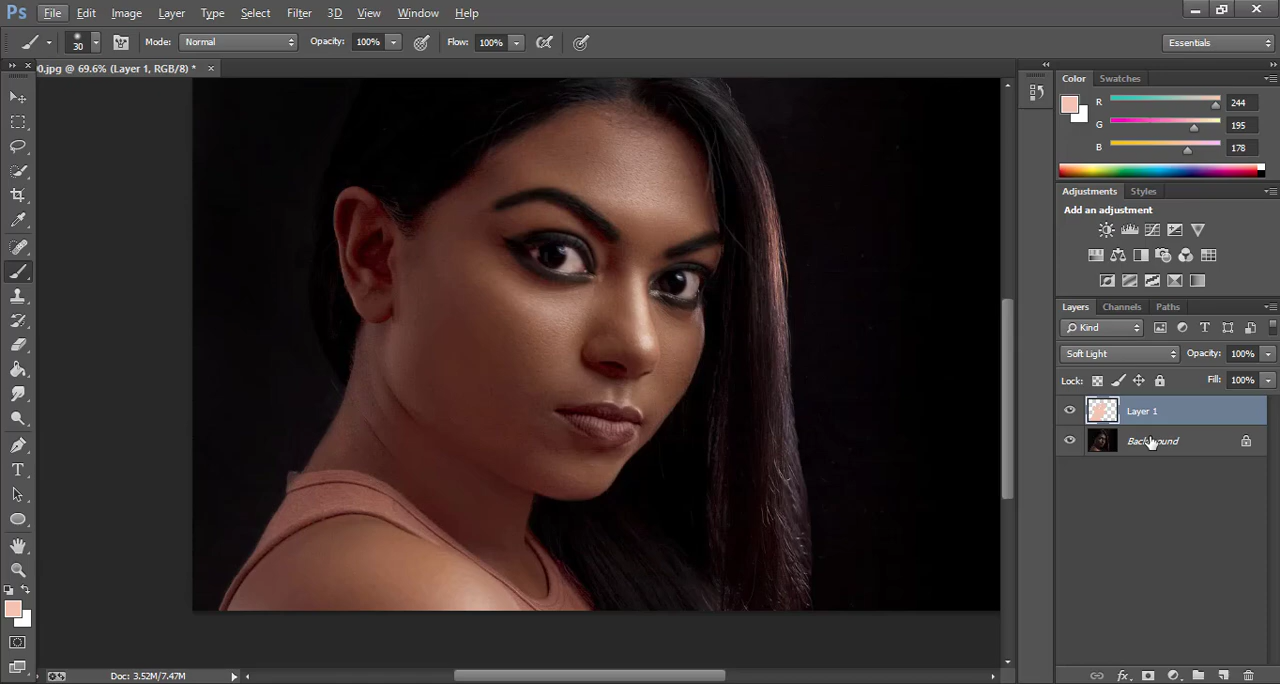 Ps File Edit Image Layer Type Select Filter 3D View Window Help
30 Mode: Normal Opacity: 100% Flow: 100% Essentials
0.jpg @ 69.6% (Layer 1, RGB/8) * ×
Color Swatches
R 244
G 195
B 178
Adjustments Styles
Add an adjustment
Layers Channels Paths
Kind
Soft Light Opacity: 100%
Lock: Fill: 100%
Layer 1
Background
Doc: 3.52M/7.47M